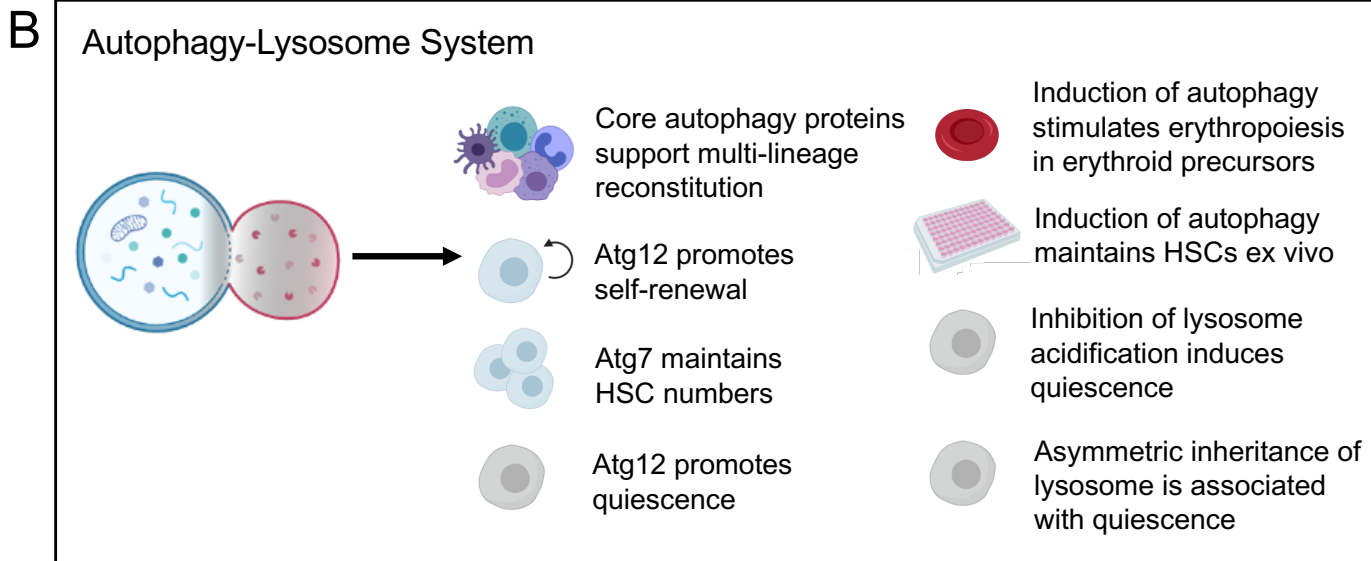 B
Autophagy-Lysosome System
Core autophagy proteins
support multi-lineage
reconstitution
Atg12 promotes
self-renewal
Atg7 maintains
HSC numbers
Atg12 promotes
quiescence
Induction of autophagy
stimulates erythropoiesis
in erythroid precursors
Induction of autophagy
maintains HSCs ex vivo
Inhibition of lysosome
acidification induces
quiescence
Asymmetric inheritance of
lysosome is associated
with quiescence